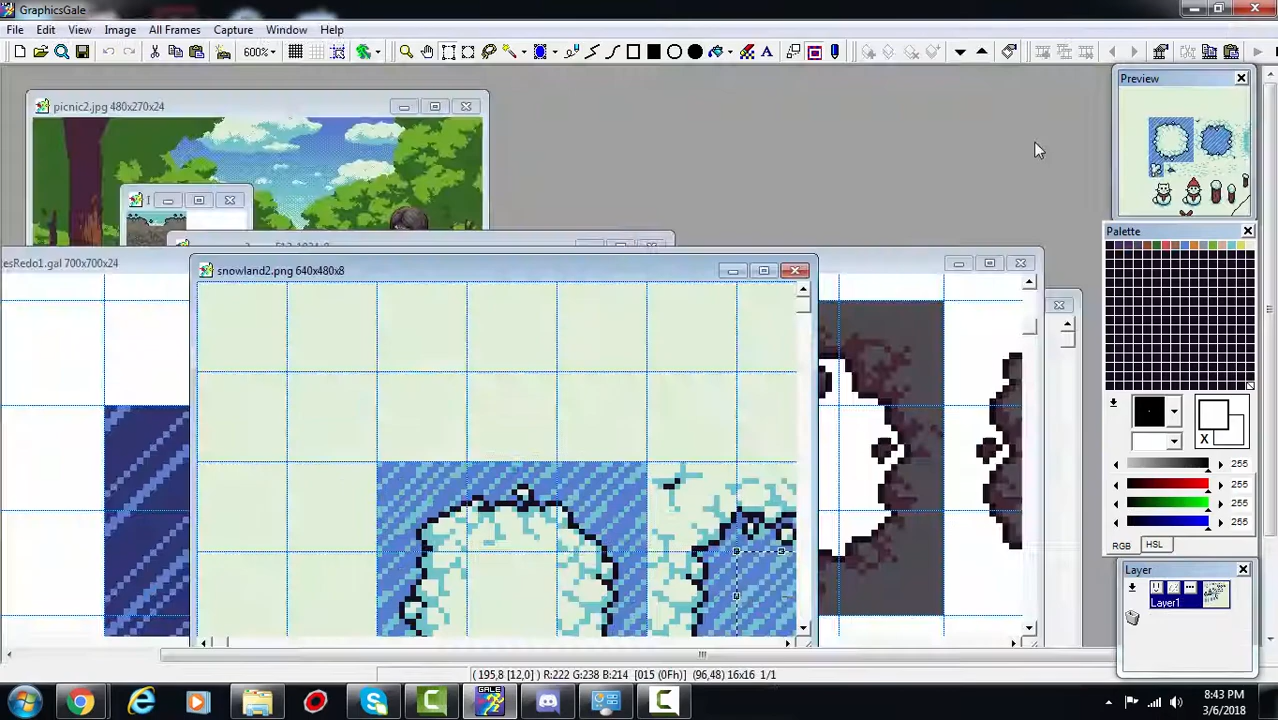 GraphicsGale
File Edit View Image All Frames Capture Window Help
600%
A
picnic2.jpg 480x270x24
Preview
esRedo1.gal 700x700x24
snowland2.png 640x480x8
Palette
X
255
255
255
255
RGB HSL
Layer
Layer1
(195,8 [12,0] ) R:222 G:238 B:214 [015 (0Fh) (96,48) 16x16 1/1
GALE
8:43 PM
3/6/2018